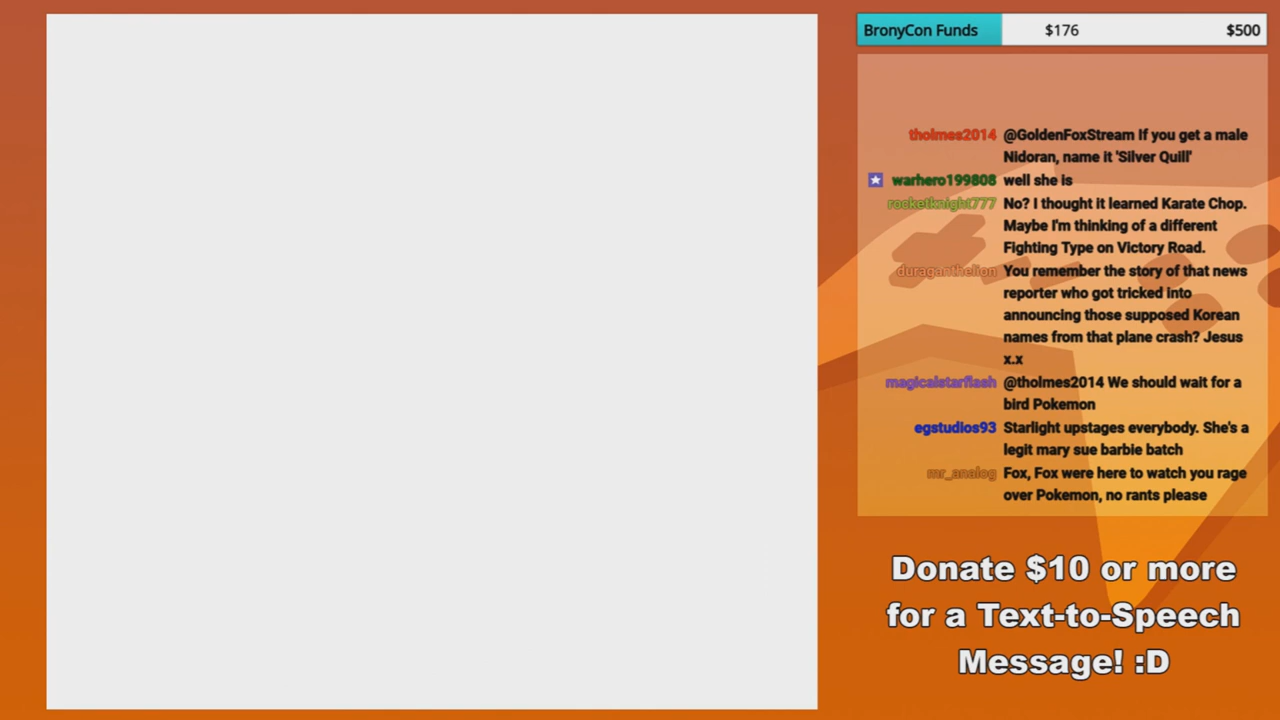 BronyCon Funds $176 $500
tholmes2014 @GoldenFoxStream If you get a male
Nidoran, name it 'Silver Quill'
warhero199808 well she is
rocketknight777 No? I thought it learned Karate Chop.
Maybe I'm thinking of a different
Fighting Type on Victory Road.
duraganthelion You remember the story of that news
reporter who got tricked into
announcing those supposed Korean
names from that plane crash? Jesus
x.x
magicalstarflash @tholmes2014 We should wait for a
bird Pokemon
egstudios93 Starlight upstages everybody. She's a
legit mary sue barbie batch
mr_analog Fox, Fox were here to watch you rage
over Pokemon, no rants please
Donate $10 or more
for a Text-to-Speech
Message! :D